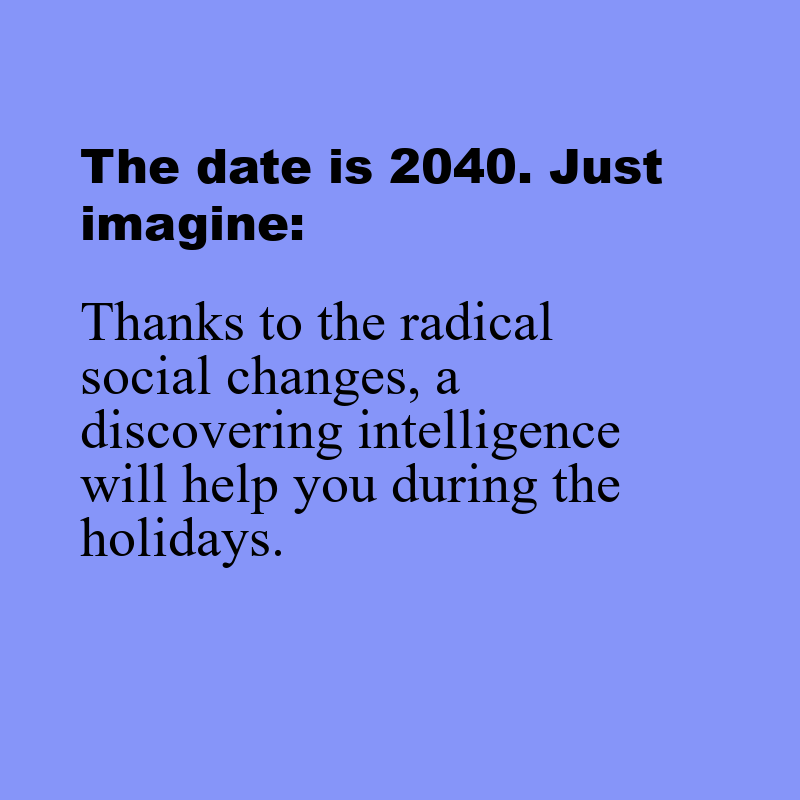 The date is 2040. Just
imagine:
Thanks to the radical
social changes, a
discovering intelligence
will help you during the
holidays.